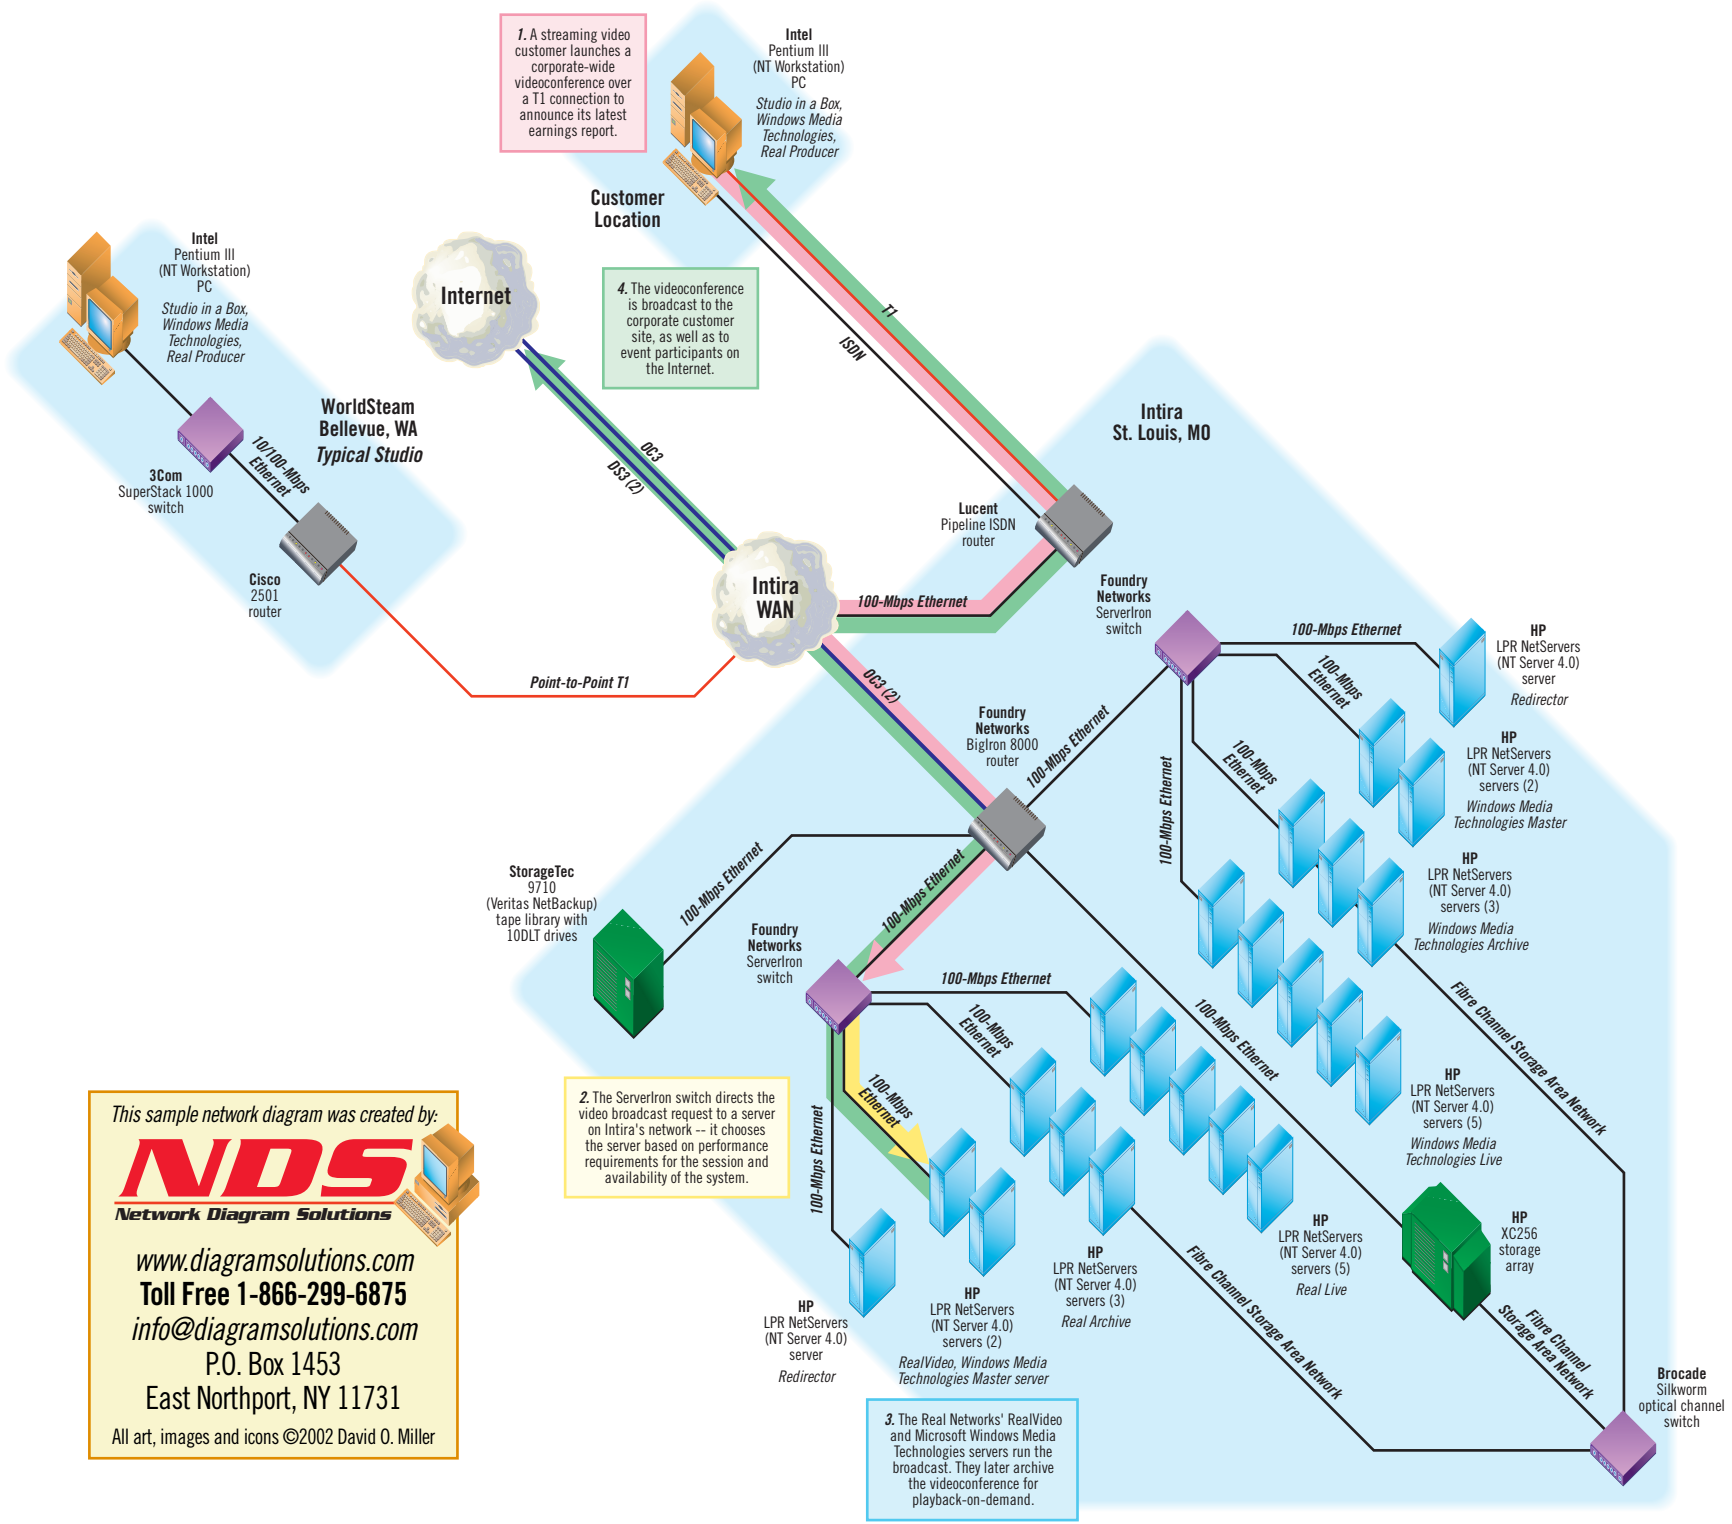 1. A streaming video
customer launches a
corporate-wide
videoconference over
a T1 connection to
announce its latest
earnings report.
Intel
Pentium III
(NT Workstation)
PC
Studio in a Box,
Windows Media
Technologies,
Real Producer
Customer
Location
Intel
Pentium III
(NT Workstation)
PC
Studio in a Box,
Windows Media
Technologies,
Real Producer
Internet
4. The videoconference
is broadcast to the
corporate customer
site, as well as to
event participants on
the Internet.
T1
ISDN
WorldSteam
Bellevue, WA
Typical Studio
Intira
St. Louis, MO
10/100-Mbps
Ethernet
3Com
SuperStack 1000
switch
OC3
DS3 (2)
Lucent
Pipeline ISDN
router
Cisco
2501
router
Intira
WAN
100-Mbps Ethernet
Foundry
Networks
ServerIron
switch
Point-to-Point T1
OC3 (2)
100-Mbps Ethernet
HP
LPR NetServers
(NT Server 4.0)
server
Redirector
100-Mbps
Ethernet
Foundry
Networks
BigIron 8000
router
100-Mbps Ethernet
HP
LPR NetServers
(NT Server 4.0)
servers (2)
Windows Media
Technologies Master
100-Mbps
Ethernet
100-Mbps Ethernet
HP
LPR NetServers
(NT Server 4.0)
servers (3)
Windows Media
Technologies Archive
StorageTec
9710
(Veritas NetBackup)
tape library with
10DLT drives
100-Mbps Ethernet
100-Mbps Ethernet
Foundry
Networks
ServerIron
switch
100-Mbps Ethernet
100-Mbps
Ethernet
100-Mbps Ethernet
Fibre Channel Storage Area Network
HP
LPR NetServers
(NT Server 4.0)
servers (5)
Windows Media
Technologies Live
2. The ServerIron switch directs the
video broadcast request to a server
on Intira's network -- it chooses
the server based on performance
requirements for the session and
availability of the system.
100-Mbps
Ethernet
100-Mbps Ethernet
HP
LPR NetServers
(NT Server 4.0)
servers (5)
Real Live
HP
XC256
storage
array
HP
LPR NetServers
(NT Server 4.0)
servers (3)
Real Archive
Fibre Channel Storage Area Network
Fibre Channel
Storage Area Network
HP
LPR NetServers
(NT Server 4.0)
server
Redirector
HP
LPR NetServers
(NT Server 4.0)
servers (2)
RealVideo, Windows Media
Technologies Master server
Brocade
Silkworm
optical channel
switch
3. The Real Networks' RealVideo
and Microsoft Windows Media
Technologies servers run the
broadcast. They later archive
the videoconference for
playback-on-demand.
This sample network diagram was created by:
NDS
Network Diagram Solutions
www.diagramsolutions.com
Toll Free 1-866-299-6875
info@diagramsolutions.com
P.O. Box 1453
East Northport, NY 11731
All art, images and icons ©2002 David O. Miller